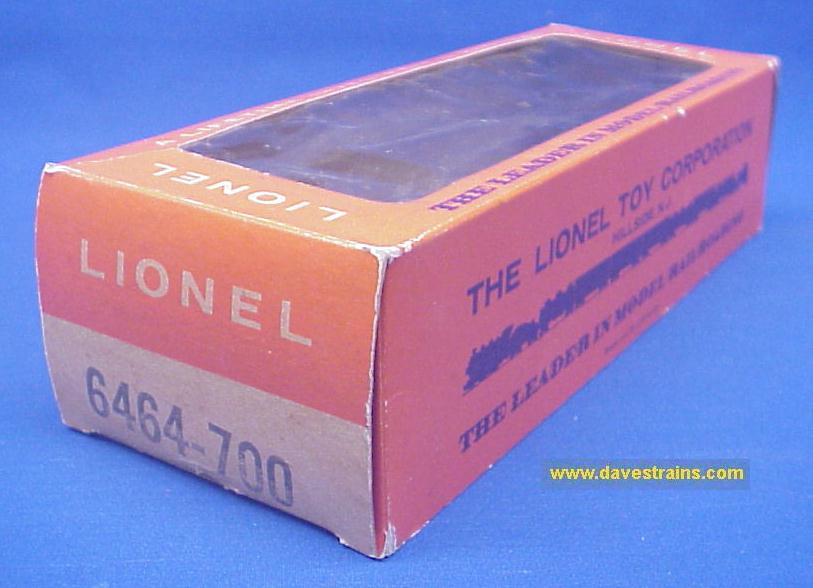 LIONEL
6464-700
LIONEL
THE LEADER IN MODEL RAILROADING
THE LIONEL TOY CORPORATION
HILLSIDE, N.J.
THE LEADER IN MODEL RAILROADING
www.davestrains.com